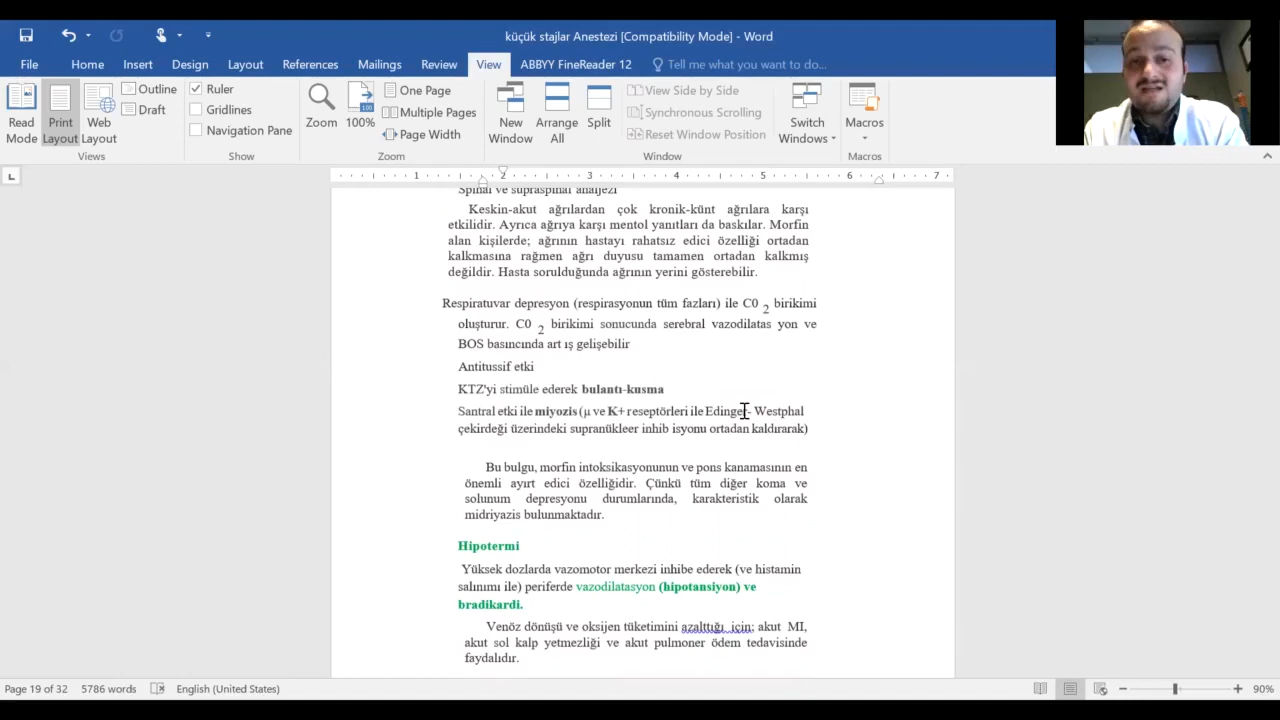 küçük stajlar Anestezi [Compatibility Mode] - Word
File Home Insert Design Layout References Mailings Review View ABBYY FineReader 12 Tell me what you want to do...
Read Mode
Print Layout
Web Layout
Outline
Draft
Views
Ruler
Gridlines
Navigation Pane
Show
Zoom
100%
One Page
Multiple Pages
Page Width
Zoom
New Window
Arrange All
Split
View Side by Side
Synchronous Scrolling
Reset Window Position
Window
Switch Windows
Macros
Macros
1 2 3 4 5 6 7
Spinal ve supraspinal analjezi
Keskin-akut ağrılardan çok kronik-künt ağrılara karşı
etkilidir. Ayrıca ağrıya karşı mentol yanıtları da baskılar. Morfin
alan kişilerde; ağrının hastayı rahatsız edici özelliği ortadan
kalkmasına rağmen ağrı duyusu tamamen ortadan kalkmış
değildir. Hasta sorulduğunda ağrının yerini gösterebilir.
Respiratuvar depresyon (respirasyonun tüm fazları) ile C0 2 birikimi
oluşturur. C0 2 birikimi sonucunda serebral vazodilatas yon ve
BOS basıncında art ış gelişebilir
Antitussif etki
KTZ'yi stimüle ederek bulantı-kusma
Santral etki ile miyozis (µ ve K+ reseptörleri ile Edinger- Westphal
çekirdeği üzerindeki supranükleer inhib isyonu ortadan kaldırarak)
Bu bulgu, morfin intoksikasyonunun ve pons kanamasının en
önemli ayırt edici özelliğidir. Çünkü tüm diğer koma ve
solunum depresyonu durumlarında, karakteristik olarak
midriyazis bulunmaktadır.
Hipotermi
Yüksek dozlarda vazomotor merkezi inhibe ederek (ve histamin
salınımı ile) periferde vazodilatasyon (hipotansiyon) ve
bradikardi.
Venöz dönüşü ve oksijen tüketimini azalttığı için; akut MI,
akut sol kalp yetmezliği ve akut pulmoner ödem tedavisinde
faydalıdır.
Page 19 of 32 5786 words English (United States) 90%